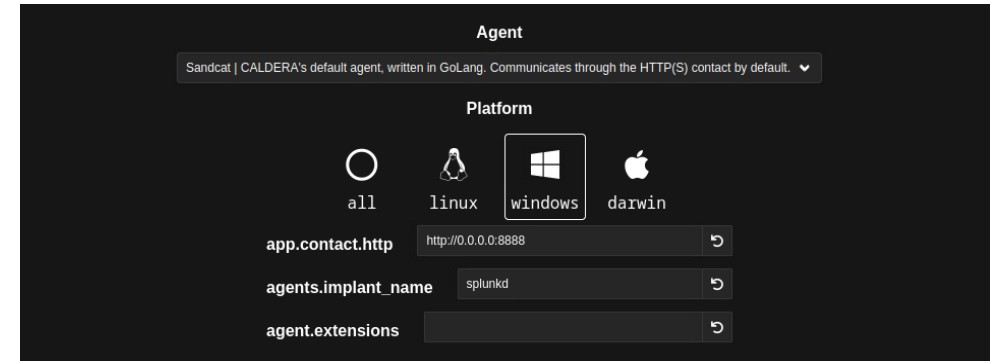 Agent
Sandcat | CALDERA's default agent, written in GoLang. Communicates through the HTTP(S) contact by default.
Platform
all linux windows darwin
app.contact.http http://0.0.0.0:8888
agents.implant_name splunkd
agent.extensions